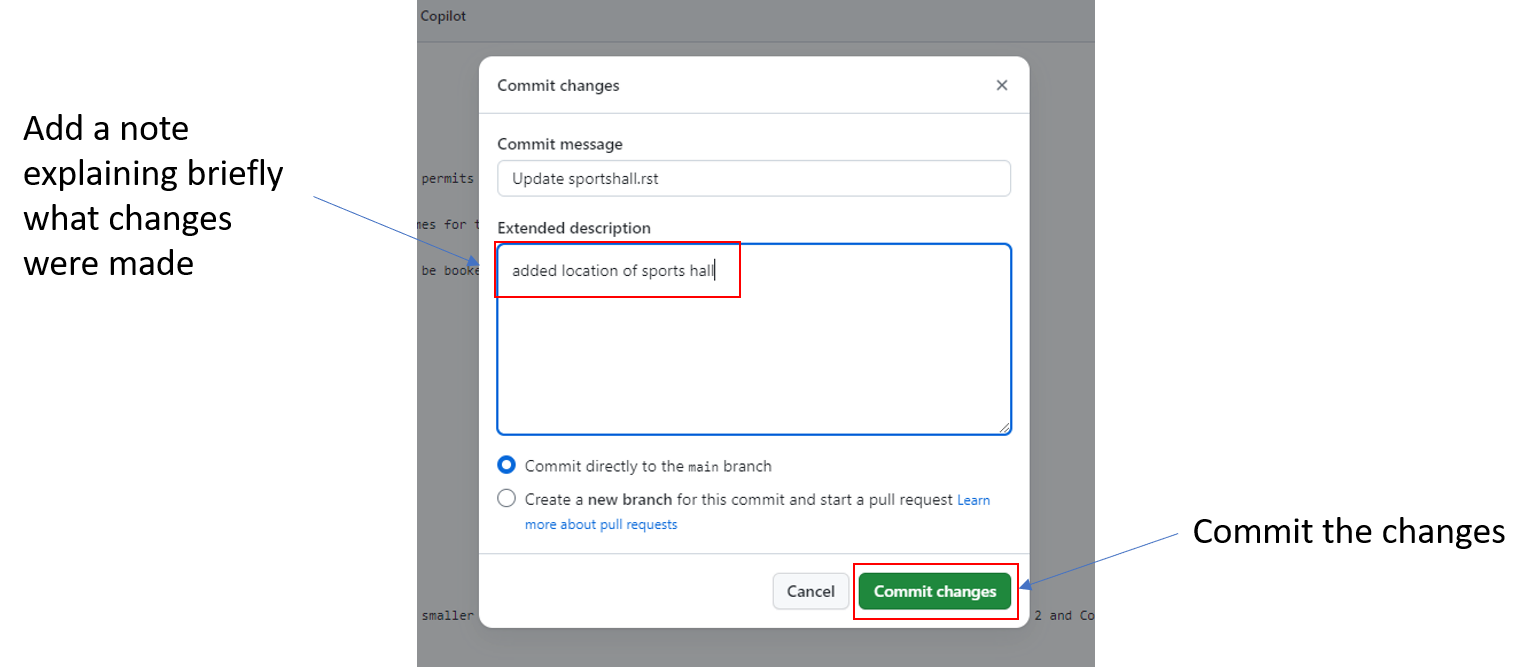 Copilot
Commit changes
Add a note
explaining briefly
what changes
were made
Commit message
permits
Update sportshall.rst
mes for t
Extended description
be booke
added location of sports hall
Commit directly to the main branch
Create a new branch for this commit and start a pull request Learn
more about pull requests
Commit the changes
Cancel
Commit changes
smaller
2 and Co